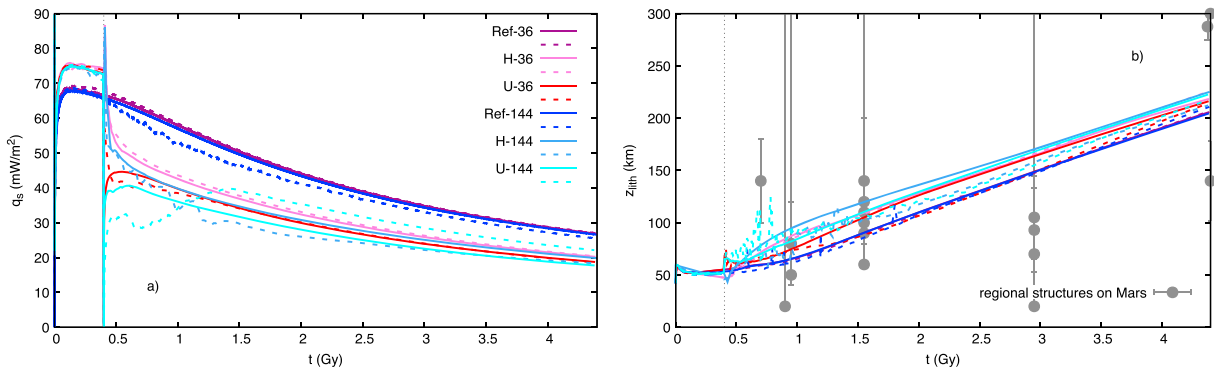 90
80
70
60
50
40
30
20
10
0
qs (mW/m2)
Ref-36
H-36
U-36
Ref-144
H-144
U-144
a)
0 0.5 1 1.5 2 2.5 3 3.5 4
t (Gy)
300
250
200
150
100
50
0
zlith (km)
b)
regional structures on Mars
0 0.5 1 1.5 2 2.5 3 3.5 4
t (Gy)